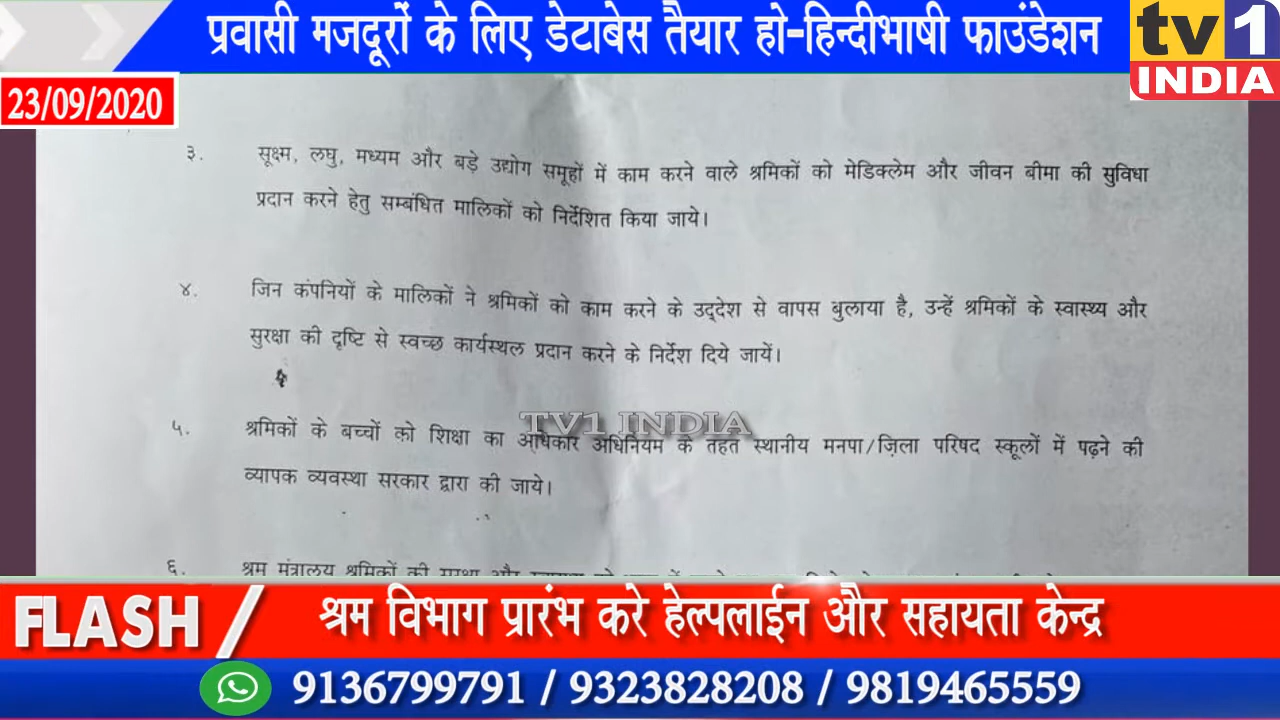 प्रवासी मजदूरों के लिए डेटाबेस तैयार हो-हिन्दीभाषी फाउंडेशन
tv1
INDIA
23/09/2020
३. सूक्ष्म, लघु, मध्यम और बड़े उद्योग समूहों में काम करने वाले श्रमिकों को मेडिक्लेम और जीवन बीमा की सुविधा
प्रदान करने हेतु सम्बंधित मालिकों को निर्देशित किया जाये।
४. जिन कंपनियों के मालिकों ने श्रमिकों को काम करने के उद्देश से वापस बुलाया है, उन्हें श्रमिकों के स्वास्थ्य और
सुरक्षा की दृष्टि से स्वच्छ कार्यस्थल प्रदान करने के निर्देश दिये जायें।
TV1 INDIA
५. श्रमिकों के बच्चों को शिक्षा का अधिकार अधिनियम के तहत स्थानीय मनपा/ज़िला परिषद स्कूलों में पढ़ने की
व्यापक व्यवस्था सरकार द्वारा की जाये।
६. श्रम मंत्रालय श्रमिकों की सुरक्षा और
FLASH / श्रम विभाग प्रारंभ करे हेल्पलाईन और सहायता केन्द्र
9136799791 / 9323828208 / 9819465559